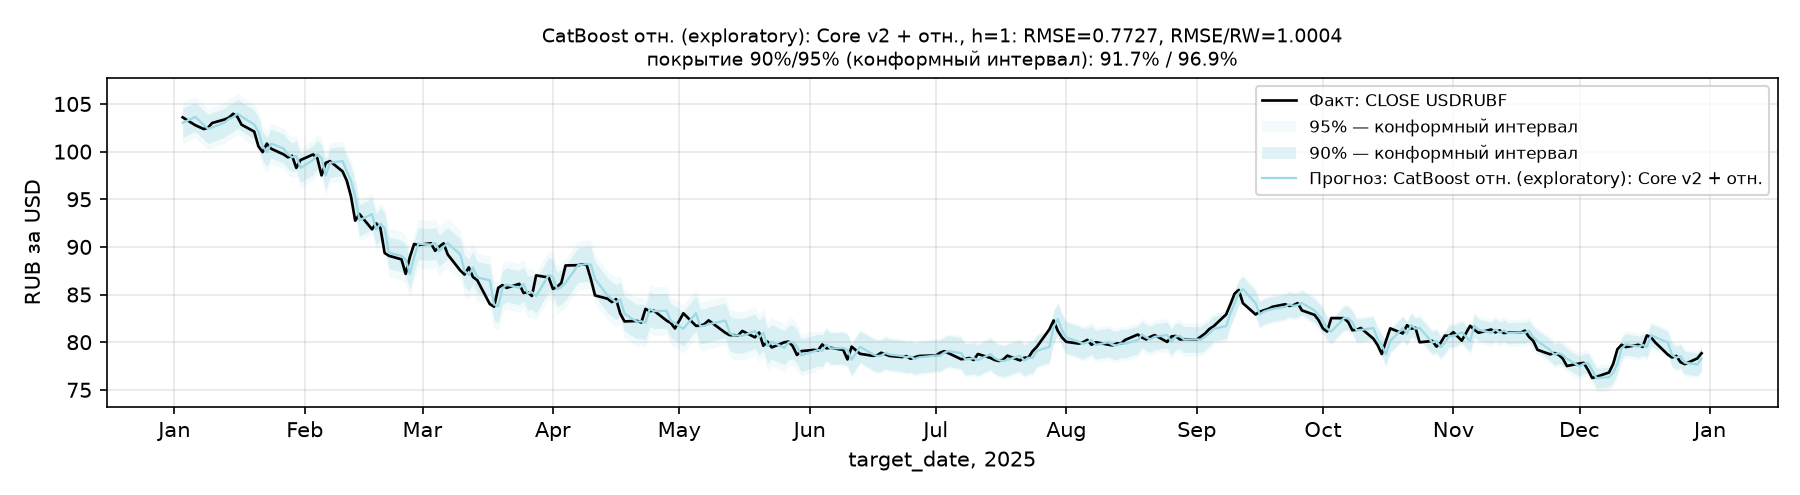 CatBoost отн. (exploratory): Core v2 + отн., h=1: RMSE=0.7727, RMSE/RW=1.0004
покрытие 90%/95% (конформный интервал): 91.7% / 96.9%
Факт: CLOSE USDRUBF
95% — конформный интервал
90% — конформный интервал
Прогноз: CatBoost отн. (exploratory): Core v2 + отн.
RUB за USD
105
100
95
90
85
80
75
Jan Feb Mar Apr May Jun Jul Aug Sep Oct Nov Dec Jan
target_date, 2025